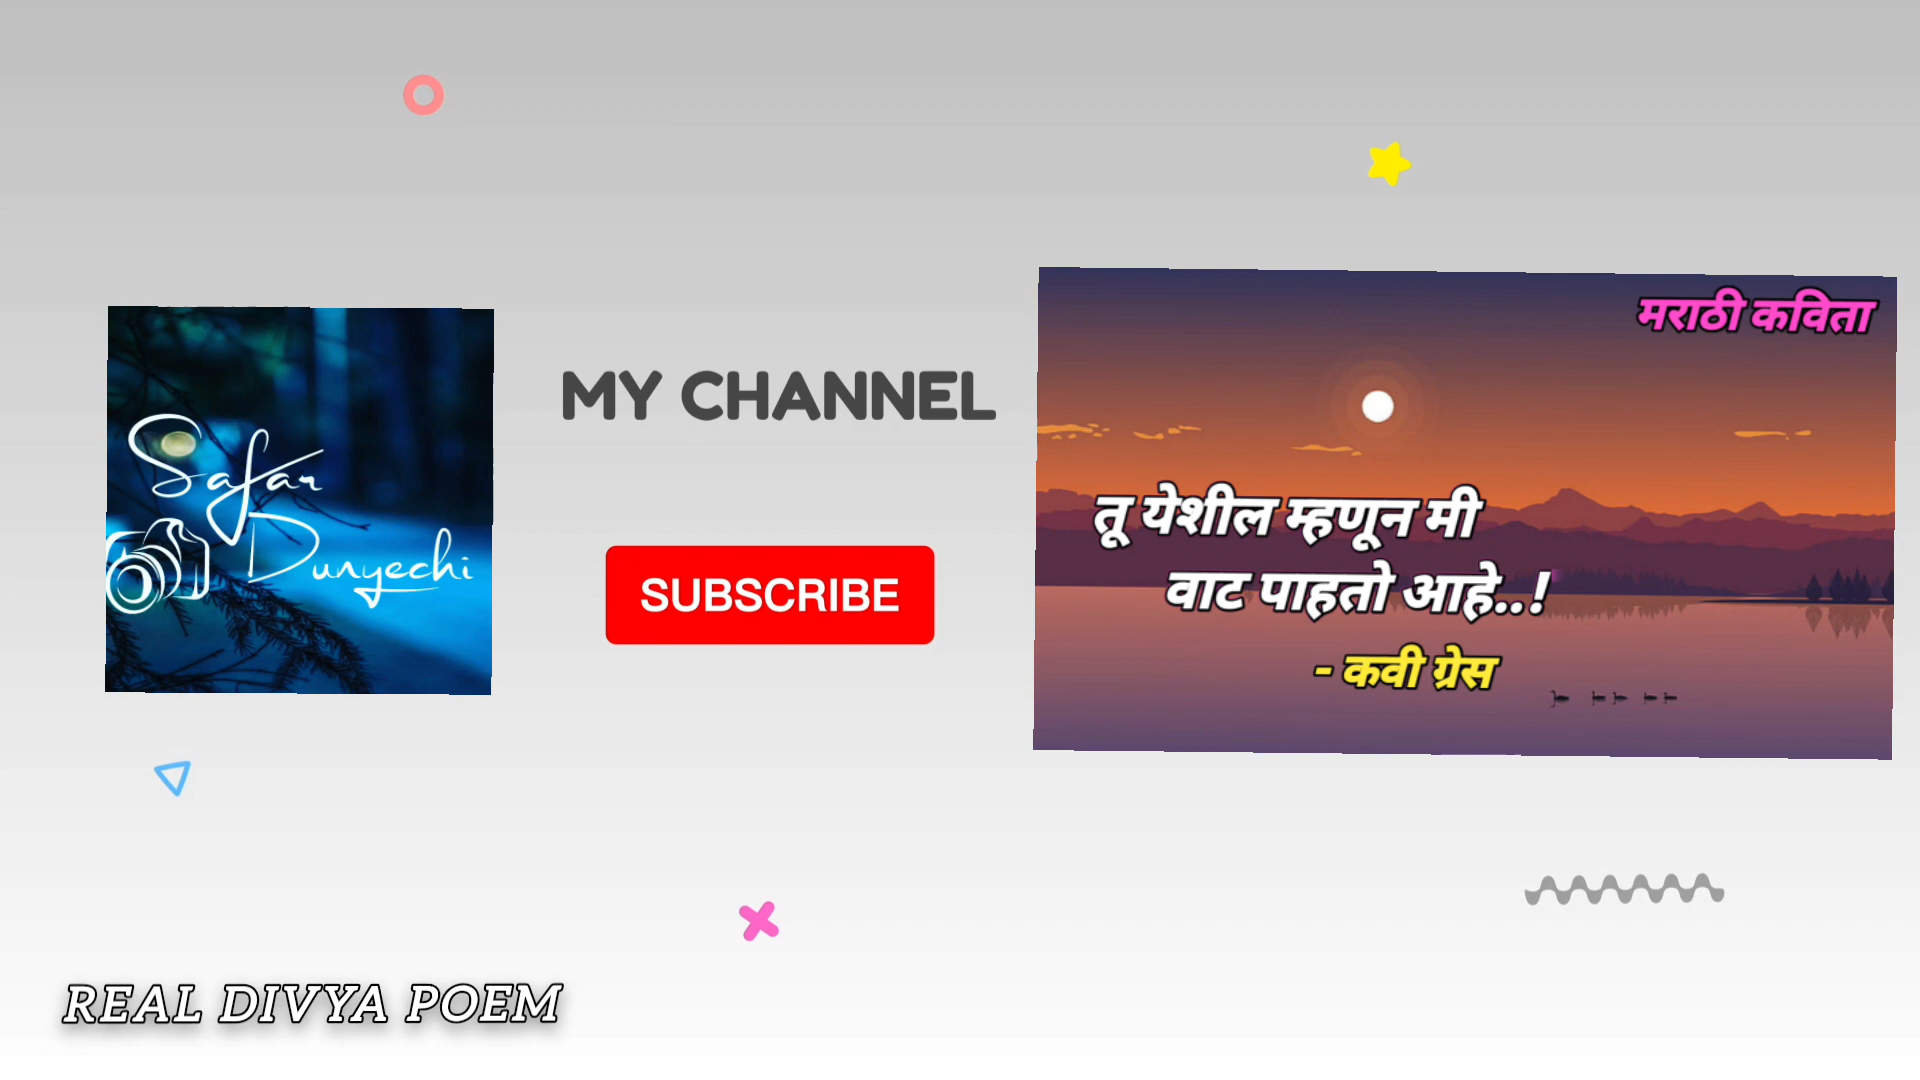 Safar
Dunyechi
MY CHANNEL
SUBSCRIBE
मराठी कविता
तू येशील म्हणून मी
वाट पाहतो आहे..!
- कवी ग्रेस
REAL DIVYA POEM